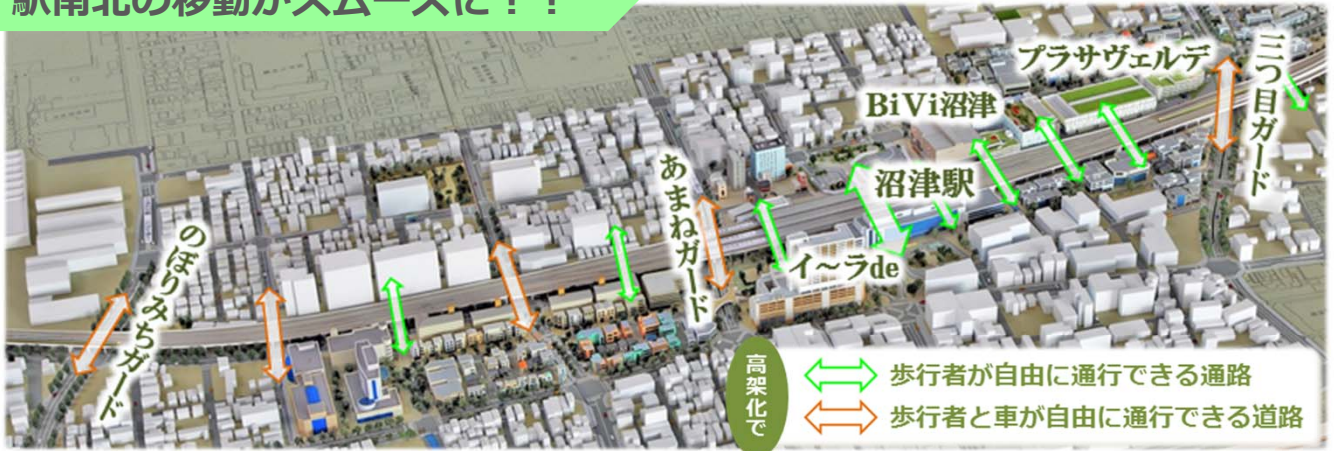 駅南北の移動がスムーズに！！
プラサヴェルデ
三つ目ガード
BiVi沼津
沼津駅
あまねガード
イ～ラde
のぼりみちガード
高架化で
歩行者が自由に通行できる通路
歩行者と車が自由に通行できる道路